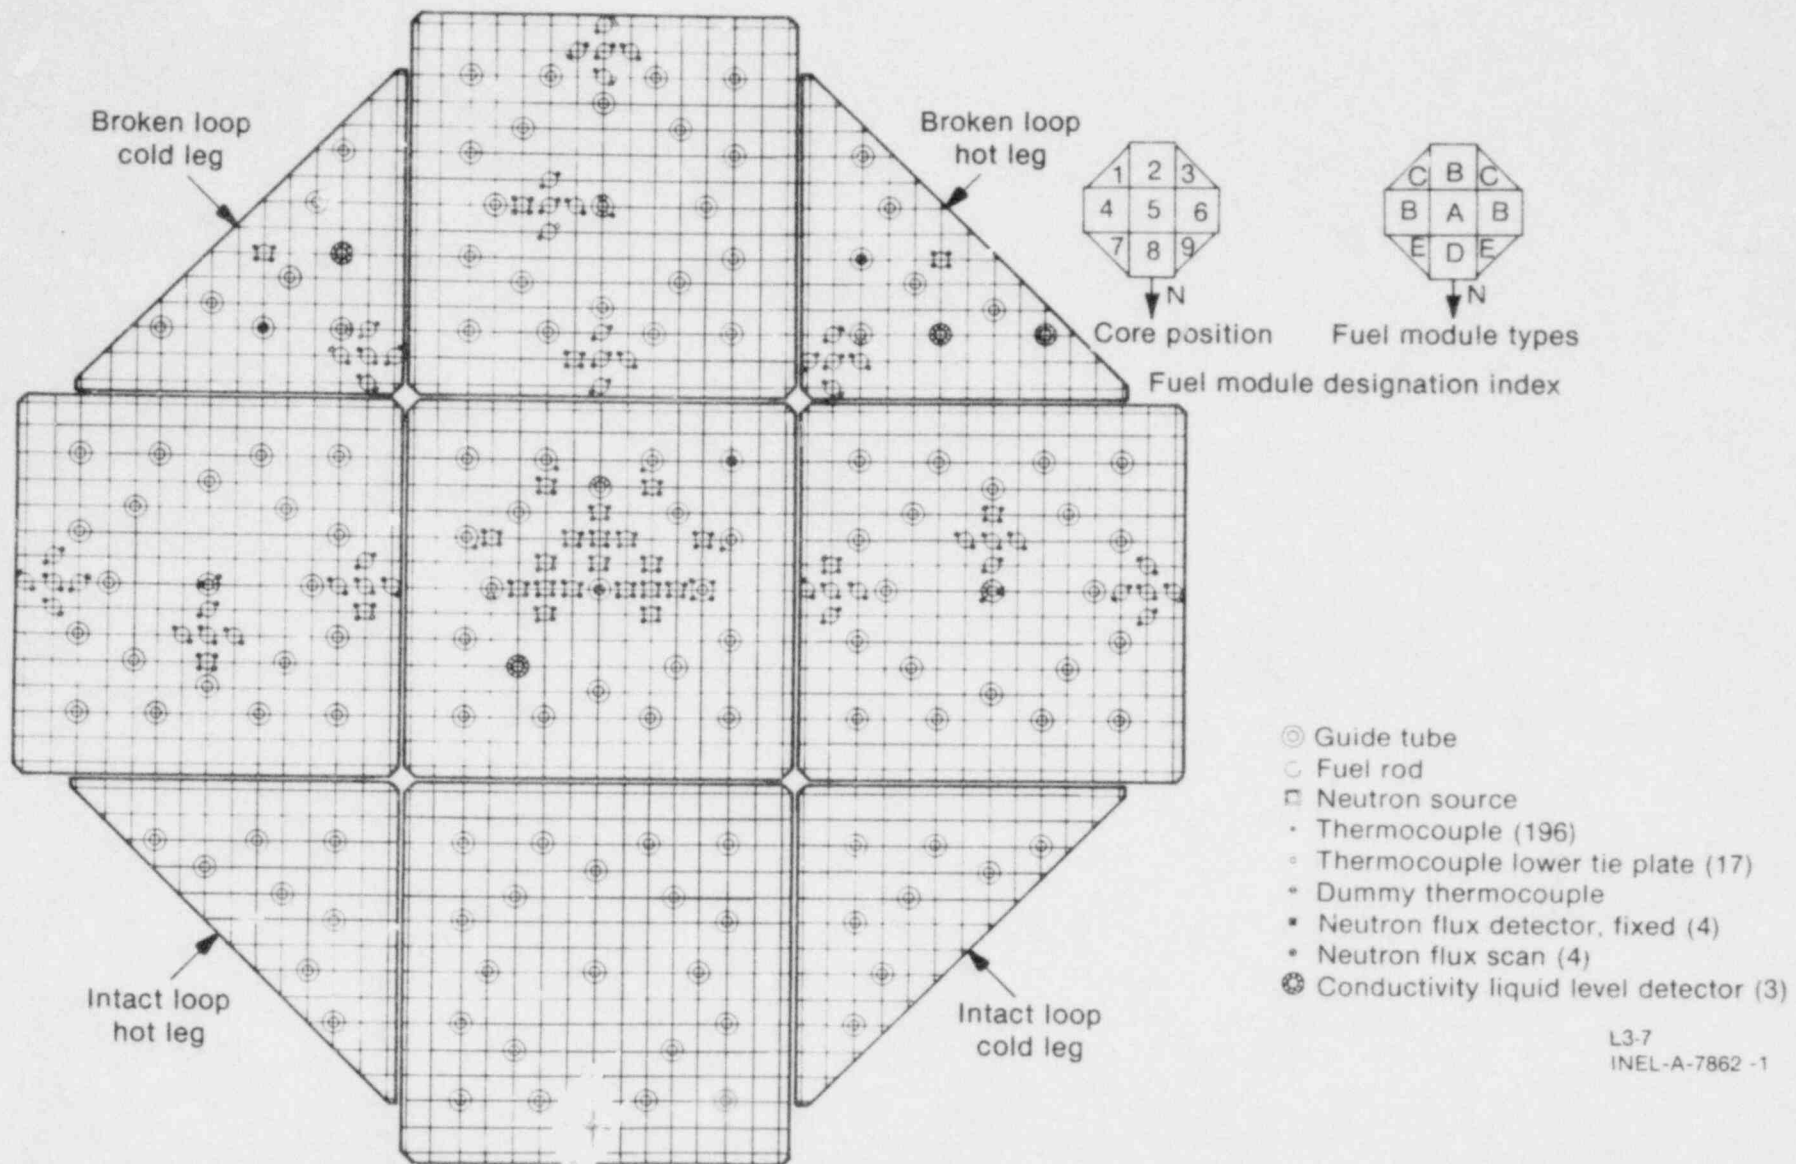 Broken loop
cold leg
Broken loop
hot leg
1 2 3
4 5 6
7 8 9
N
Core position
C B C
B A B
E D E
N
Fuel module types
Fuel module designation index
Guide tube
Fuel rod
Neutron source
Thermocouple (196)
Thermocouple lower tie plate (17)
Dummy thermocouple
Neutron flux detector, fixed (4)
Neutron flux scan (4)
Conductivity liquid level detector (3)
Intact loop
hot leg
Intact loop
cold leg
L3-7
INEL-A-7862 -1